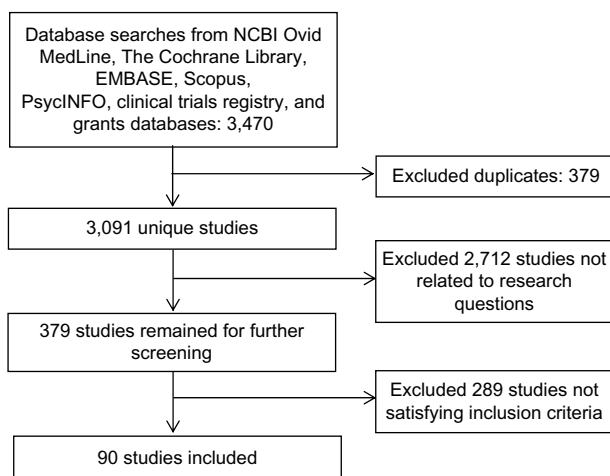 Database searches from NCBI Ovid
MedLine, The Cochrane Library,
EMBASE, Scopus,
PsycINFO, clinical trials registry, and
grants databases: 3,470
Excluded duplicates: 379
3,091 unique studies
Excluded 2,712 studies not
related to research
questions
379 studies remained for further
screening
Excluded 289 studies not
satisfying inclusion criteria
90 studies included